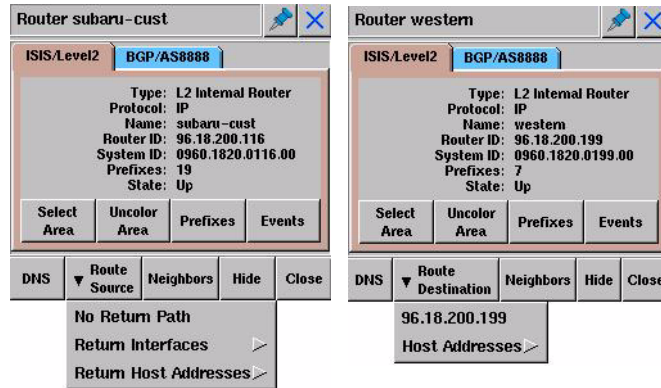 Router subaru-cust
ISIS/Level2
BGP/AS8888
Type: L2 Internal Router
Protocol: IP
Name: subaru-cust
Router ID: 96.18.200.116
System ID: 0960.1820.0116.00
Prefixes: 19
State: Up
Select Area
Uncolor Area
Prefixes
Events
DNS
▼ Route Source
Neighbors
Hide
Close
No Return Path
Return Interfaces
Return Host Addresses
Router western
ISIS/Level2
BGP/AS8888
Type: L2 Internal Router
Protocol: IP
Name: western
Router ID: 96.18.200.199
System ID: 0960.1820.0199.00
Prefixes: 7
State: Up
Select Area
Uncolor Area
Prefixes
Events
DNS
▼ Route Destination
Neighbors
Hide
Close
96.18.200.199
Host Addresses